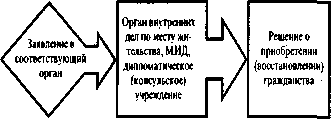 Заявление в
соответствующий
орган
Орган внутренних
дел по месту жи-
тельства, МИД,
дипломатическое
(консульское)
учреждение
Решение о
приобретении
(восстановлении)
гражданства